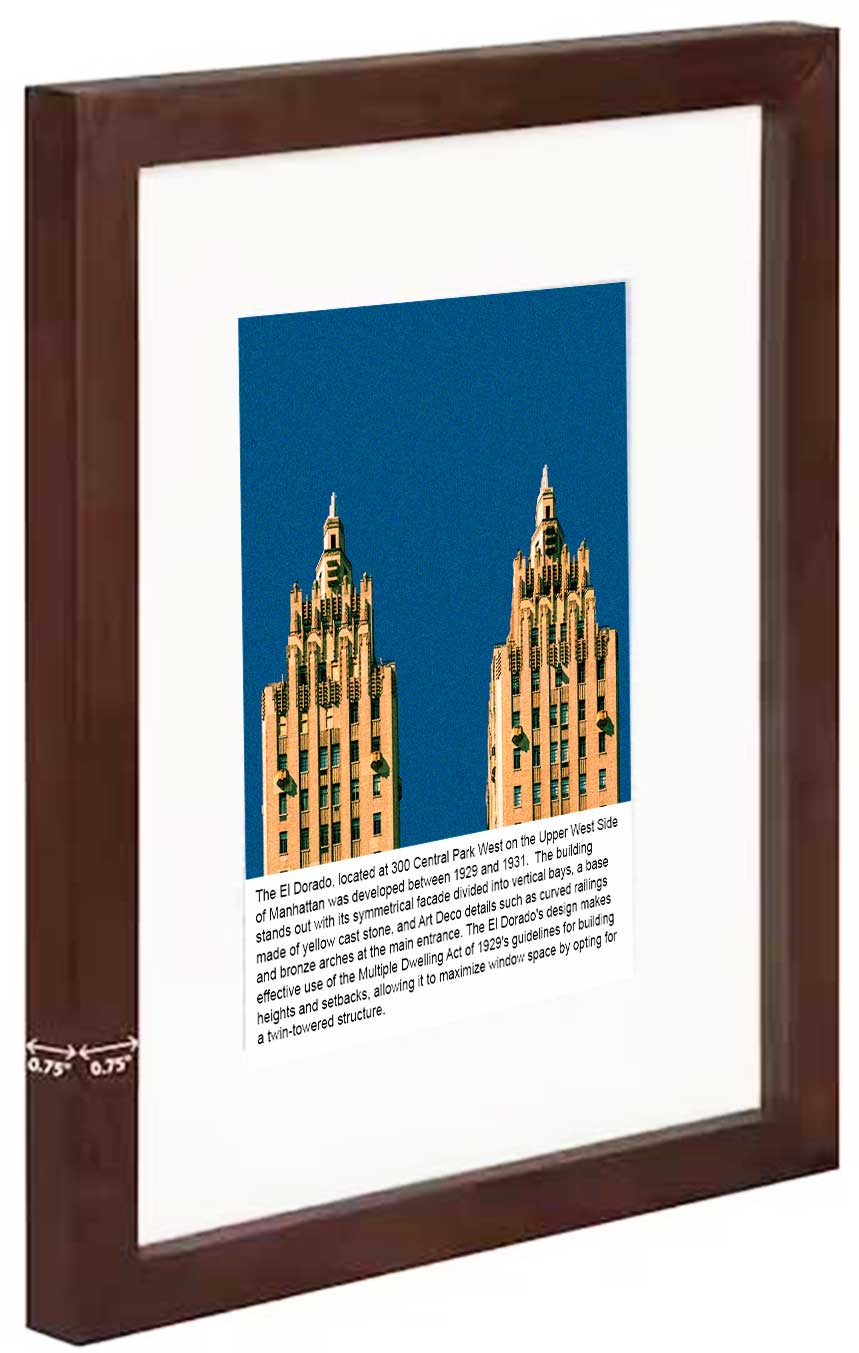 The El Dorado, located at 300 Central Park West on the Upper West Side
of Manhattan was developed between 1929 and 1931.  The building
stands out with its symmetrical facade divided into vertical bays, a base
made of yellow cast stone, and Art Deco details such as curved railings
and bronze arches at the main entrance. The El Dorado's design makes
effective use of the Multiple Dwelling Act of 1929's guidelines for building
heights and setbacks, allowing it to maximize window space by opting for
a twin-towered structure.
0.75" 0.75"